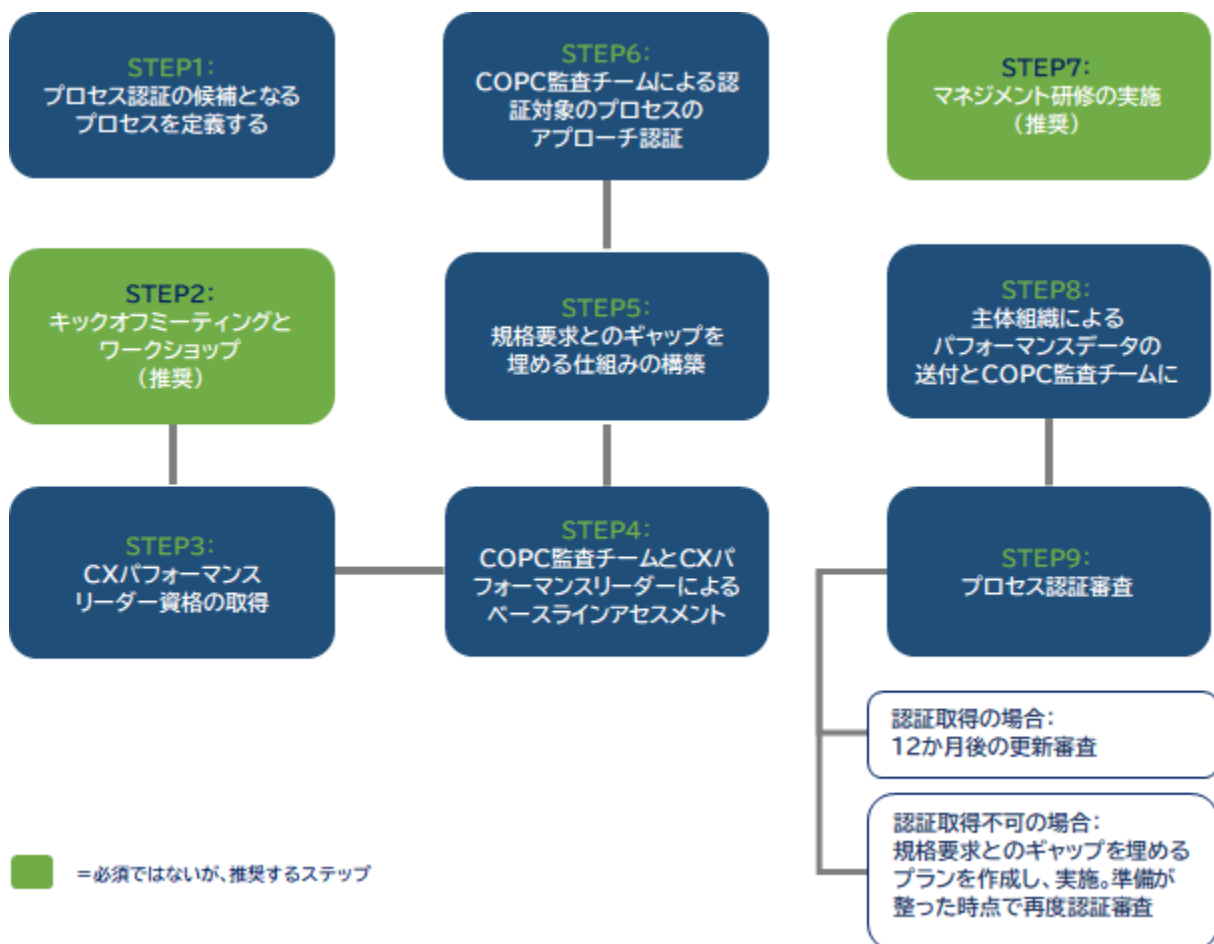 STEP1:
プロセス認証の候補となる
プロセスを定義する
STEP2:
キックオフミーティングと
ワークショップ
（推奨）
STEP3:
CXパフォーマンス
リーダー資格の取得
STEP4:
COPC監査チームとCXパ
フォーマンスリーダーによる
ベースラインアセスメント
STEP5:
規格要求とのギャップを
埋める仕組みの構築
STEP6:
COPC監査チームによる認
証対象のプロセスの
アプローチ認証
STEP7:
マネジメント研修の実施
（推奨）
STEP8:
主体組織による
パフォーマンスデータの
送付とCOPC監査チームに
STEP9:
プロセス認証審査
認証取得の場合：
12か月後の更新審査
認証取得不可の場合：
規格要求とのギャップを埋める
プランを作成し、実施。準備が
整った時点で再度認証審査
＝必須ではないが、推奨するステップ